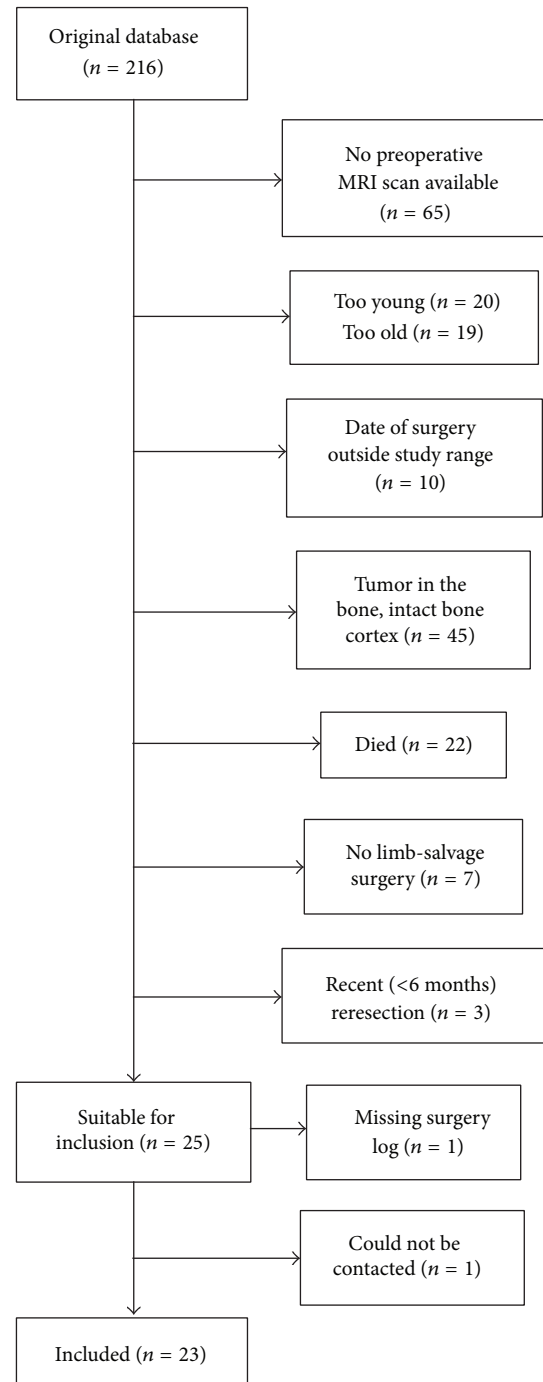 Original database
(n = 216)
No preoperative
MRI scan available
(n = 65)
Too young (n = 20)
Too old (n = 19)
Date of surgery
outside study range
(n = 10)
Tumor in the
bone, intact bone
cortex (n = 45)
Died (n = 22)
No limb-salvage
surgery (n = 7)
Recent (<6 months)
reresection (n = 3)
Suitable for
inclusion (n = 25)
Missing surgery
log (n = 1)
Could not be
contacted (n = 1)
Included (n = 23)